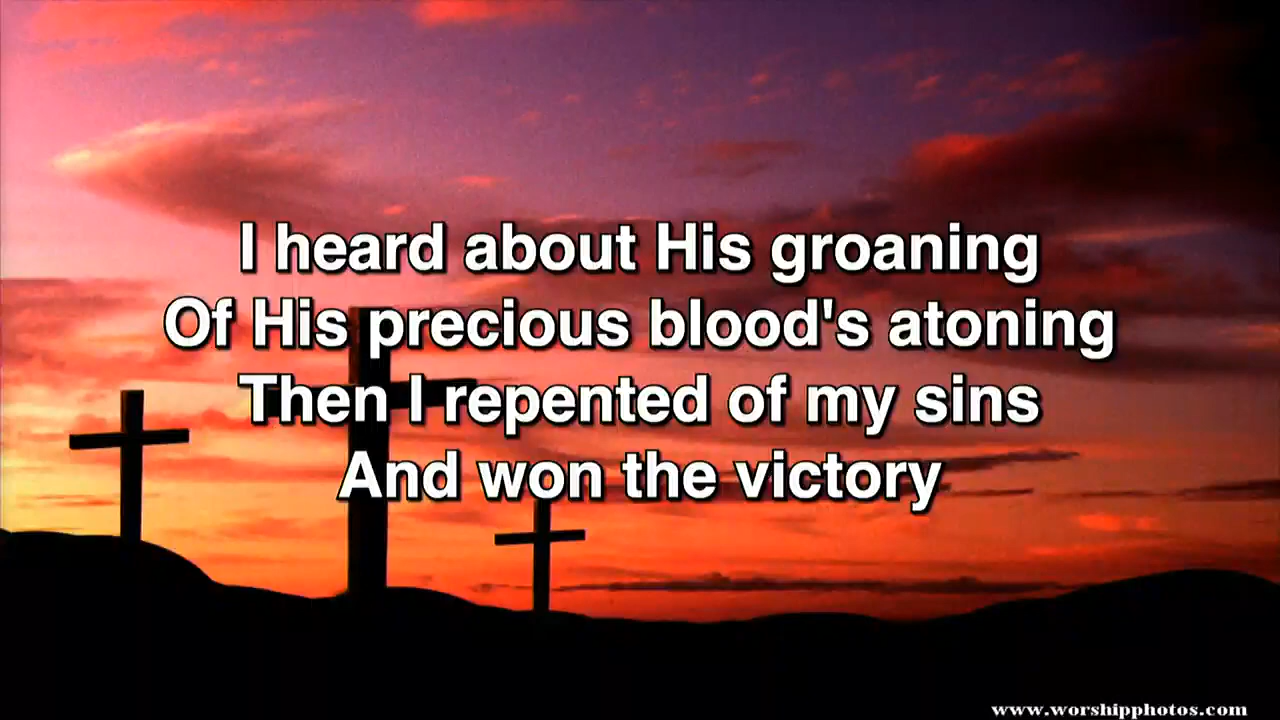 I heard about His groaning
Of His precious blood's atoning
Then I repented of my sins
And won the victory
www.worshipphotos.com